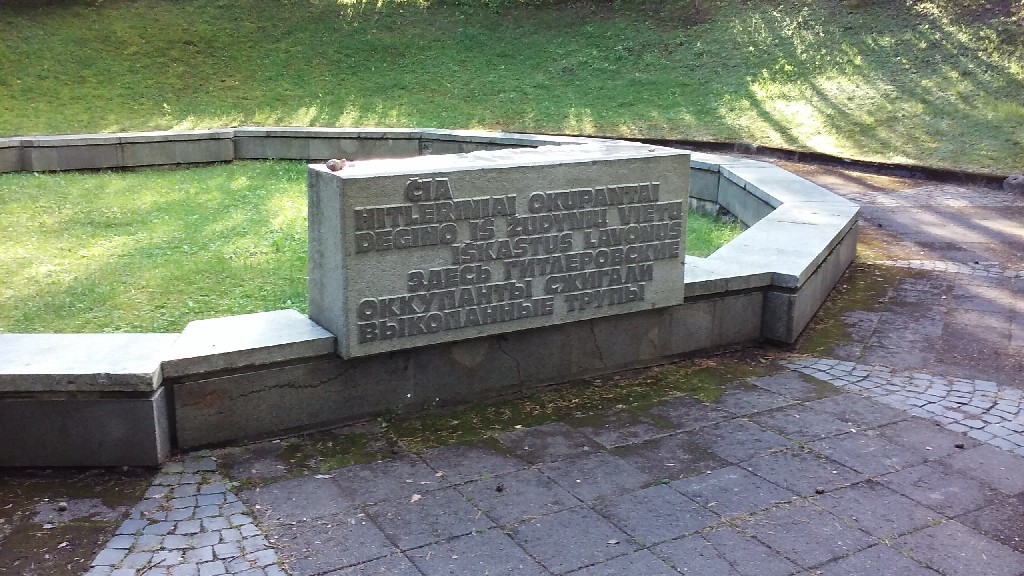 ČIA
HITLERINIAI OKUPANTAI
DEGINO IŠ ŽUDYNIŲ VIETŲ
IŠKASTUS LAVONUS
ЗДЕСЬ ГИТЛЕРОВСКИЕ
ОККУПАНТЫ СЖИГАЛИ
ВЫКОПАННЫЕ ТРУПЫ